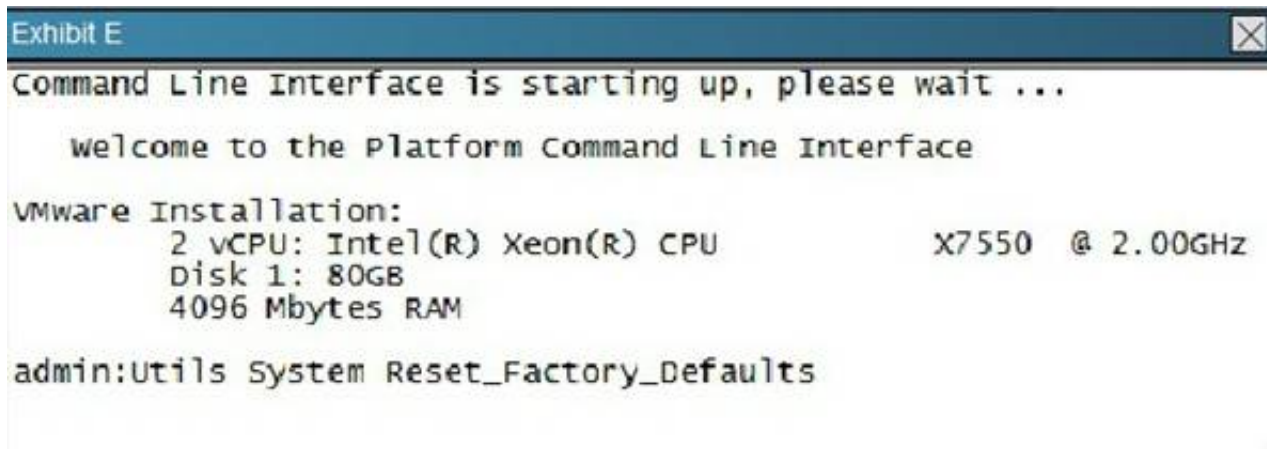 Exhibit E
Command Line Interface is starting up, please wait ...
Welcome to the Platform Command Line Interface
VMware Installation:
2 vCPU: Intel(R) Xeon(R) CPU X7550 @ 2.00GHz
Disk 1: 80GB
4096 Mbytes RAM
admin:Utils System Reset_Factory_Defaults